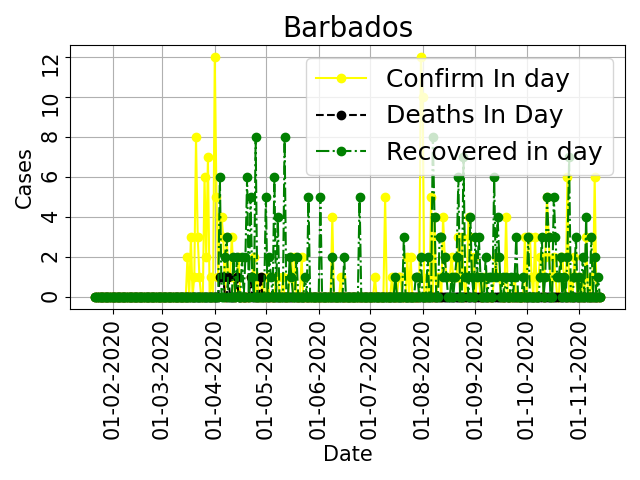 Barbados
Confirm In day
Deaths In Day
Recovered in day
Cases
12
10
8
6
4
2
0
01-02-2020
01-03-2020
01-04-2020
01-05-2020
01-06-2020
01-07-2020
01-08-2020
01-09-2020
01-10-2020
01-11-2020
Date